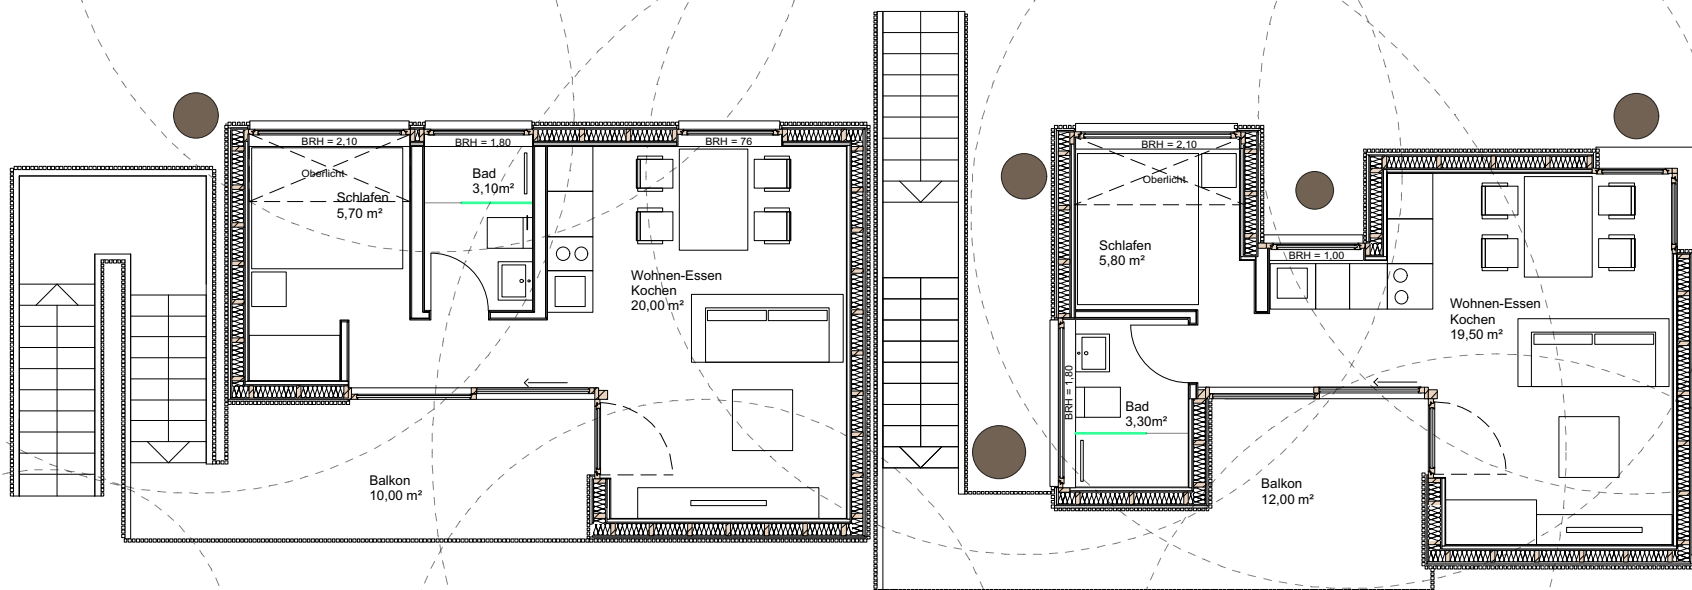 BRH = 2,10
BRH = 1,80
BRH = 76
Oberlicht
Schlafen
5,70 m²
Bad
3,10m²
Wohnen-Essen
Kochen
20,00 m²
Balkon
10,00 m²
BRH = 2,10
Oberlicht
Schlafen
5,80 m²
BRH = 1,00
Wohnen-Essen
Kochen
19,50 m²
BRH = 1,80
Bad
3,30m²
Balkon
12,00 m²